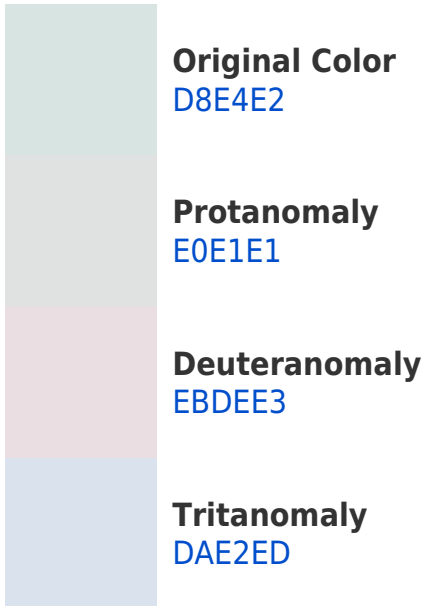 Original Color
D8E4E2
Protanomaly
E0E1E1
Deuteranomaly
EBDEE3
Tritanomaly
DAE2ED